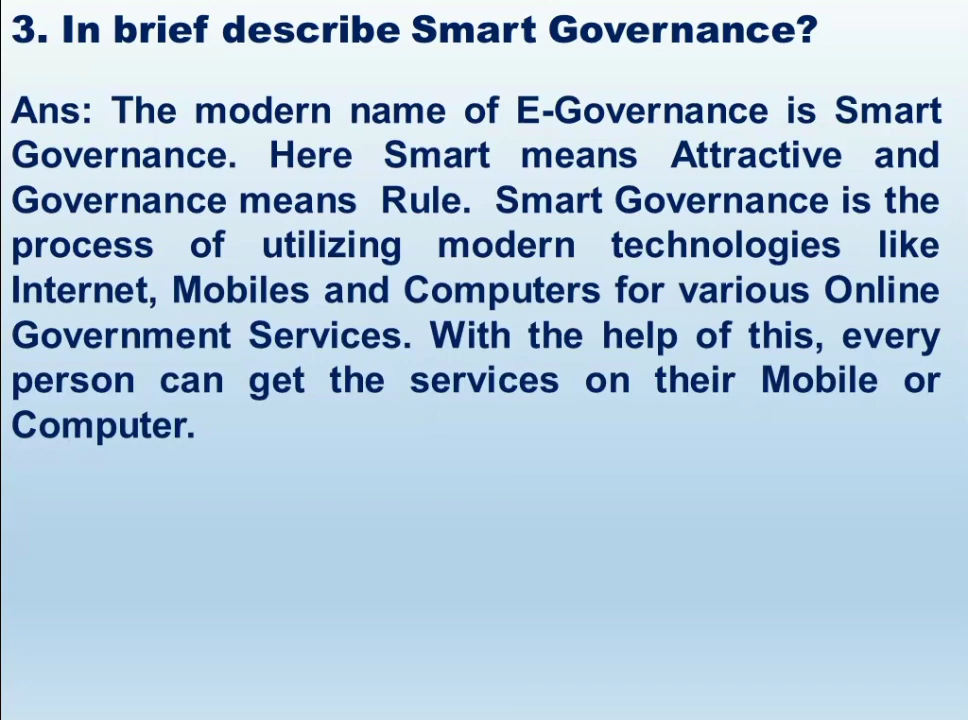 3. In brief describe Smart Governance?
Ans: The modern name of E-Governance is Smart
Governance. Here Smart means Attractive and
Governance means Rule. Smart Governance is the
process of utilizing modern technologies like
Internet, Mobiles and Computers for various Online
Government Services. With the help of this, every
person can get the services on their Mobile or
Computer.